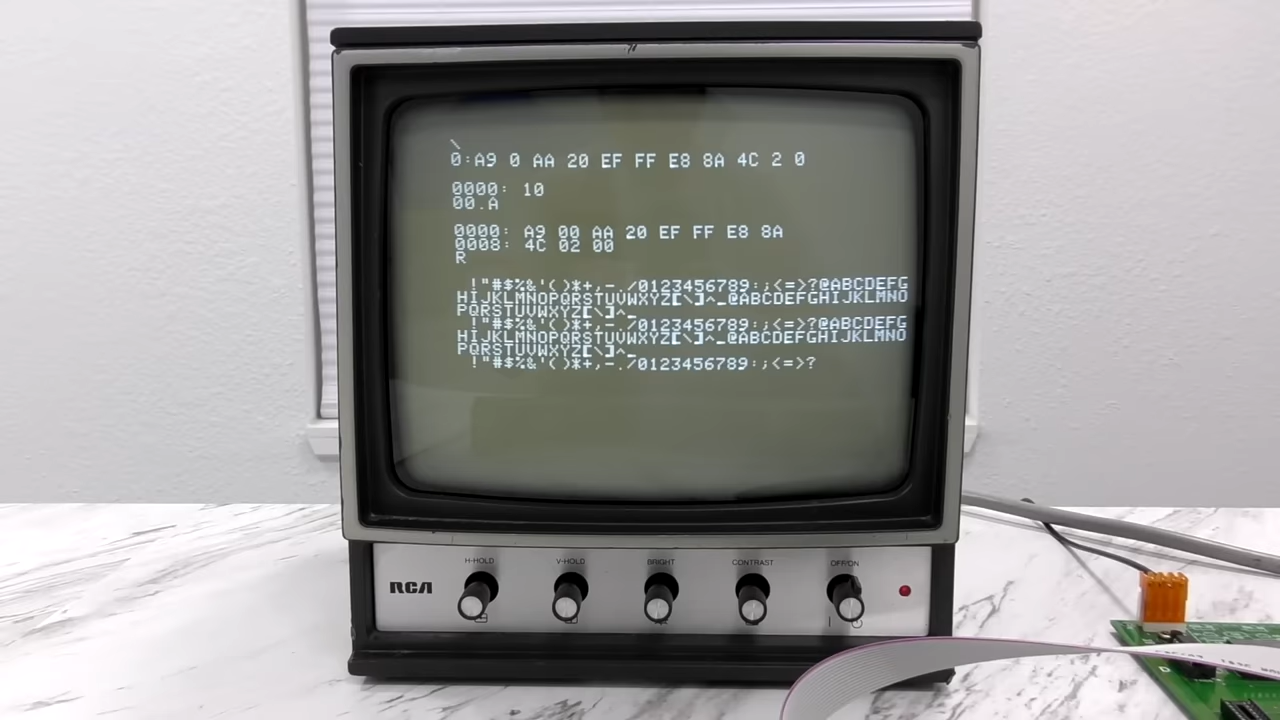 \
0:A9 0 AA 20 EF FF E8 8A 4C 2 0
0000: 10
00.A
0000: A9 00 AA 20 EF FF E8 8A
0008: 4C 02 00
R
!"#$%&'()*+,-./0123456789:;<=>?@ABCDEFG
HIJKLMNOPQRSTUVWXYZ[\]^_@ABCDEFGHIJKLMNO
PQRSTUVWXYZ[\]^_
!"#$%&'()*+,-./0123456789:;<=>?@ABCDEFG
HIJKLMNOPQRSTUVWXYZ[\]^_@ABCDEFGHIJKLMNO
PQRSTUVWXYZ[\]^_
!"#$%&'()*+,-./0123456789:;<=>?
H-HOLD V-HOLD BRIGHT CONTRAST OFF/ON
RCA